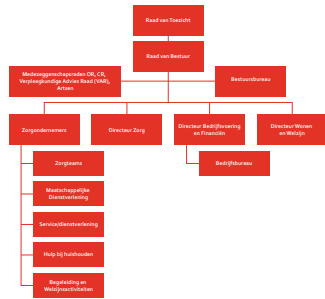 Raad van Toezicht
Raad van Bestuur
Medezeggenschapsraden OR, CR,
Verpleegkundige Advies Raad (VAR),
Artsen
Bestuursbureau
Zorgondernemers
Directeur Zorg
Directeur Bedrijfsvoering
en Financiën
Directeur Wonen
en Welzijn
Zorgteams
Bedrijfsbureau
Maatschappelijke
Dienstverlening
Service/dienstverlening
Hulp bij huishouden
Begeleiding en
Welzijnsactiviteiten